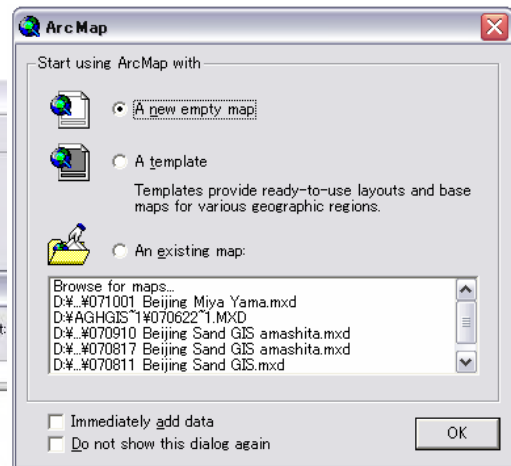 ArcMap
Start using ArcMap with
A new empty map
A template
Templates provide ready-to-use layouts and base
maps for various geographic regions.
An existing map:
Browse for maps...
D:¥...¥071001 Beijing Miya Yama.mxd
D:¥AGHGIS~1¥070622~1.MXD
D:¥...¥070910 Beijing Sand GIS amashita.mxd
D:¥...¥070817 Beijing Sand GIS amashita.mxd
D:¥...¥070811 Beijing Sand GIS.mxd
Immediately add data
Do not show this dialog again
OK